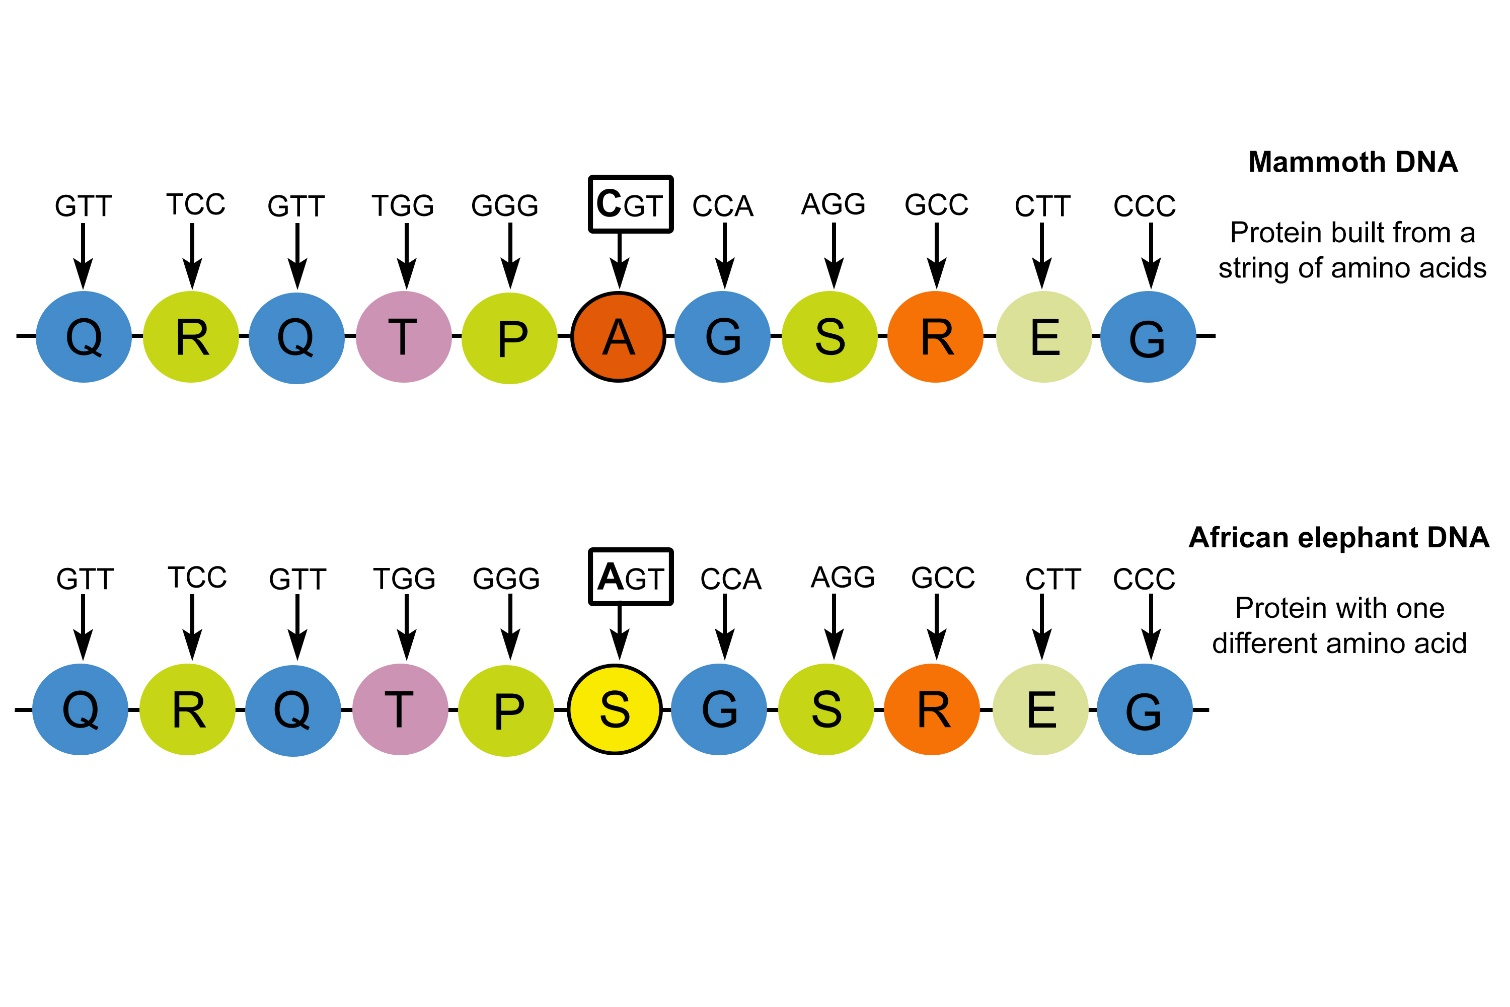 Mammoth DNA
GTT TCC GTT TGG GGG CGT CCA AGG GCC CTT CCC
Protein built from a
string of amino acids
Q R Q T P A G S R E G
African elephant DNA
GTT TCC GTT TGG GGG AGT CCA AGG GCC CTT CCC
Protein with one
different amino acid
Q R Q T P S G S R E G